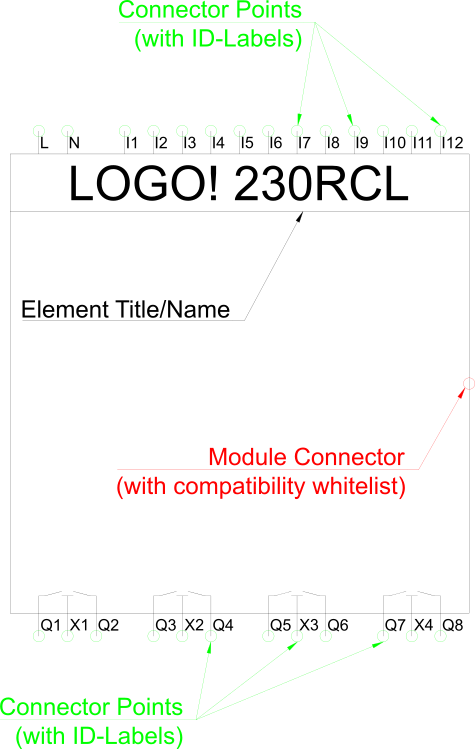 Connector Points
(with ID-Labels)
L N I1 I2 I3 I4 I5 I6 I7 I8 I9 I10 I11 I12
LOGO! 230RCL
Element Title/Name
Module Connector
(with compatibility whitelist)
Q1 X1 Q2 Q3 X2 Q4 Q5 X3 Q6 Q7 X4 Q8
Connector Points
(with ID-Labels)